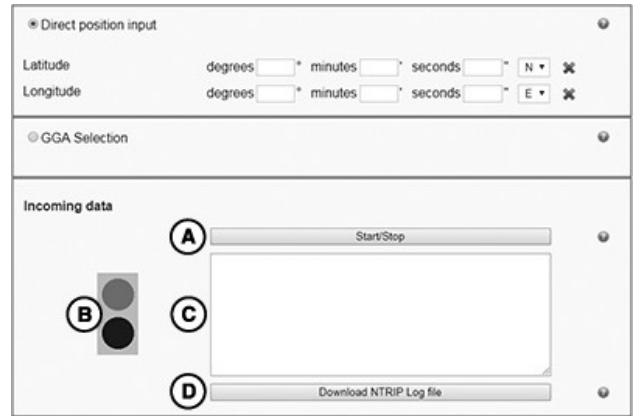 Direct position input ?
Latitude degrees ° minutes ' seconds " N
Longitude degrees ° minutes ' seconds " E
GGA Selection ?
Incoming data
A Start/Stop ?
B C
D Download NTRIP Log file ?